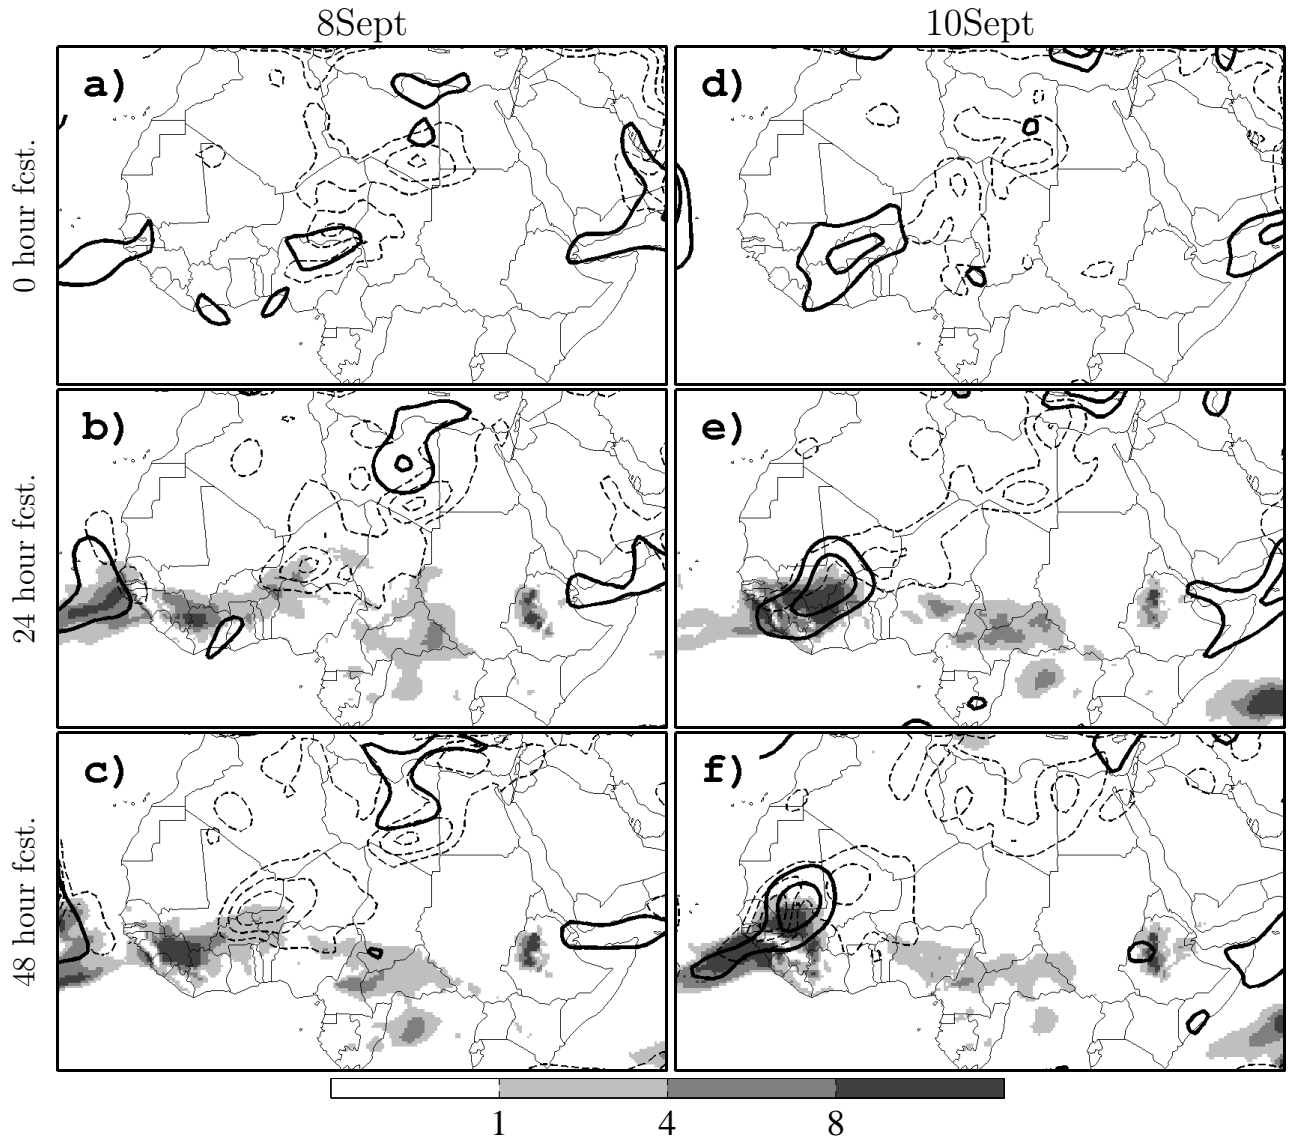 8Sept 10Sept
0 hour fcst.
a) d)
24 hour fcst.
b) e)
48 hour fcst.
c) f)
1 4 8